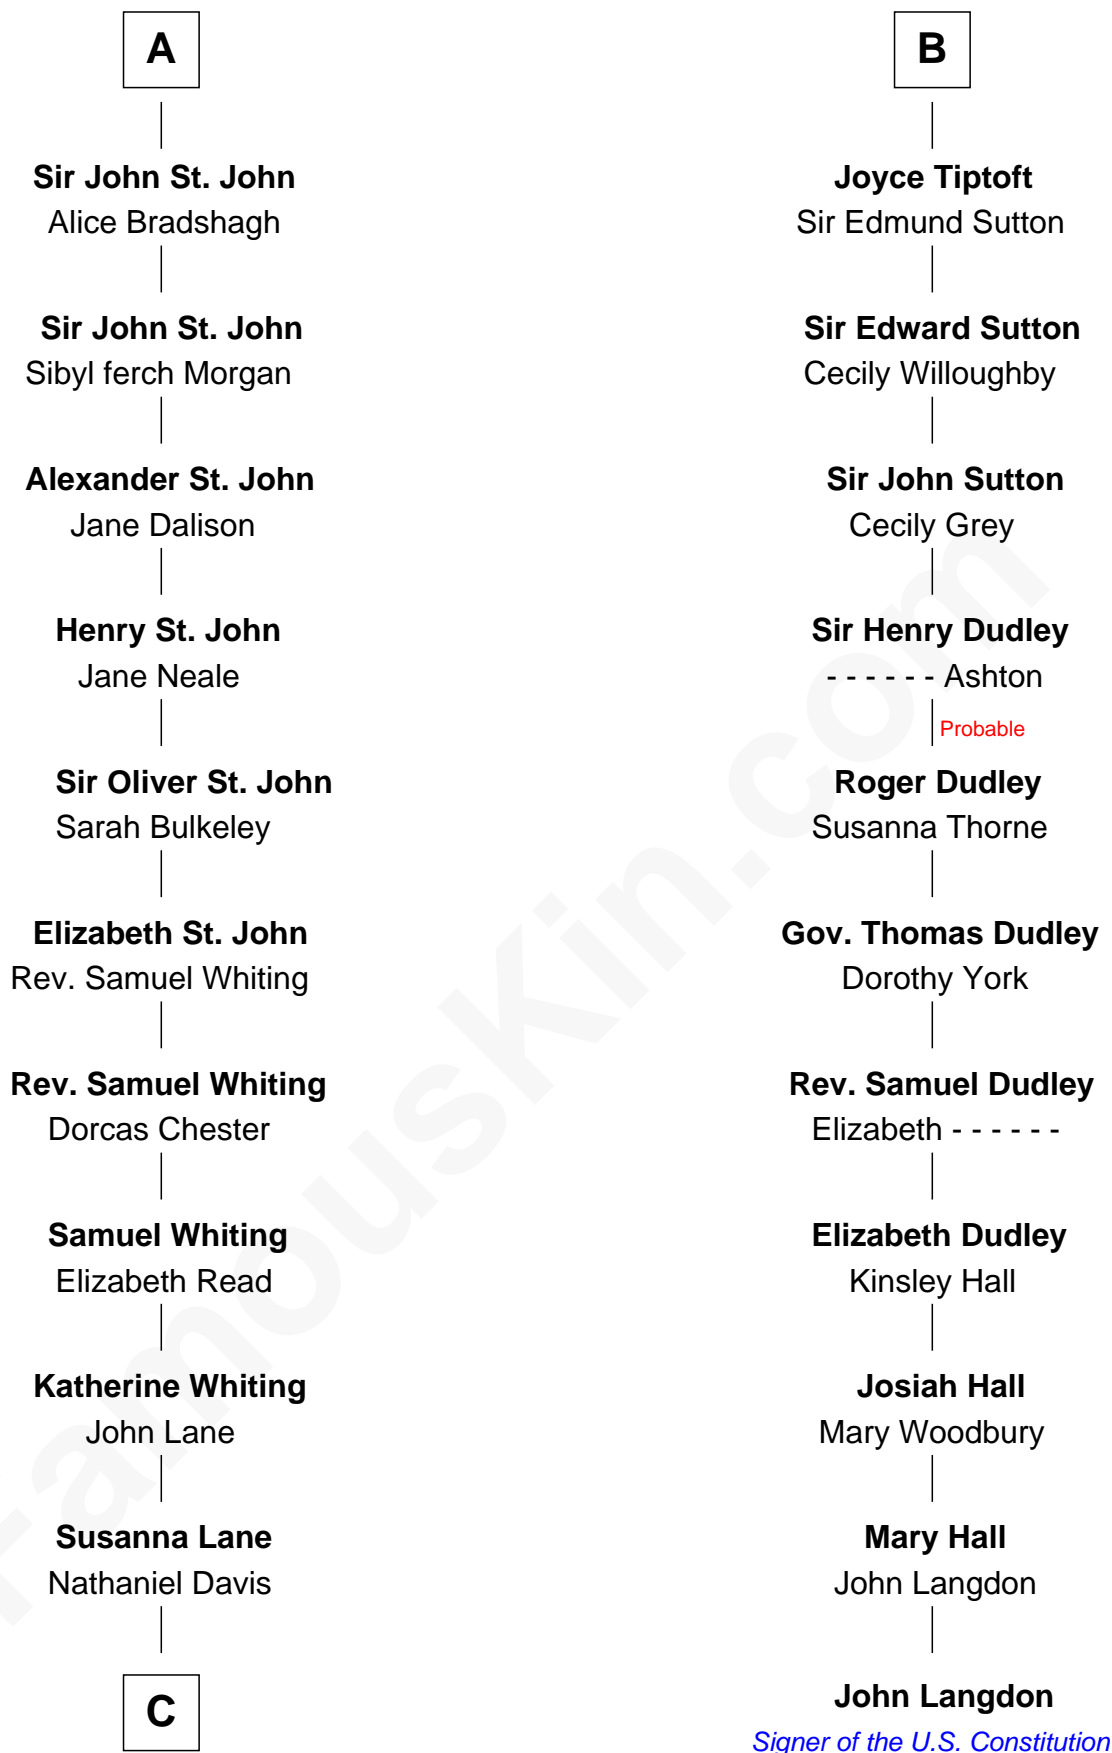 A
Sir John St. John
Alice Bradshagh
Sir John St. John
Sibyl ferch Morgan
Alexander St. John
Jane Dalison
Henry St. John
Jane Neale
Sir Oliver St. John
Sarah Bulkeley
Elizabeth St. John
Rev. Samuel Whiting
Rev. Samuel Whiting
Dorcas Chester
Samuel Whiting
Elizabeth Read
Katherine Whiting
John Lane
Susanna Lane
Nathaniel Davis
C
B
Joyce Tiptoft
Sir Edmund Sutton
Sir Edward Sutton
Cecily Willoughby
Sir John Sutton
Cecily Grey
Sir Henry Dudley
- - - - - - Ashton
Probable
Roger Dudley
Susanna Thorne
Gov. Thomas Dudley
Dorothy York
Rev. Samuel Dudley
Elizabeth - - - - - -
Elizabeth Dudley
Kinsley Hall
Josiah Hall
Mary Woodbury
Mary Hall
John Langdon
John Langdon
Signer of the U.S. Constitution
FamousKin.com